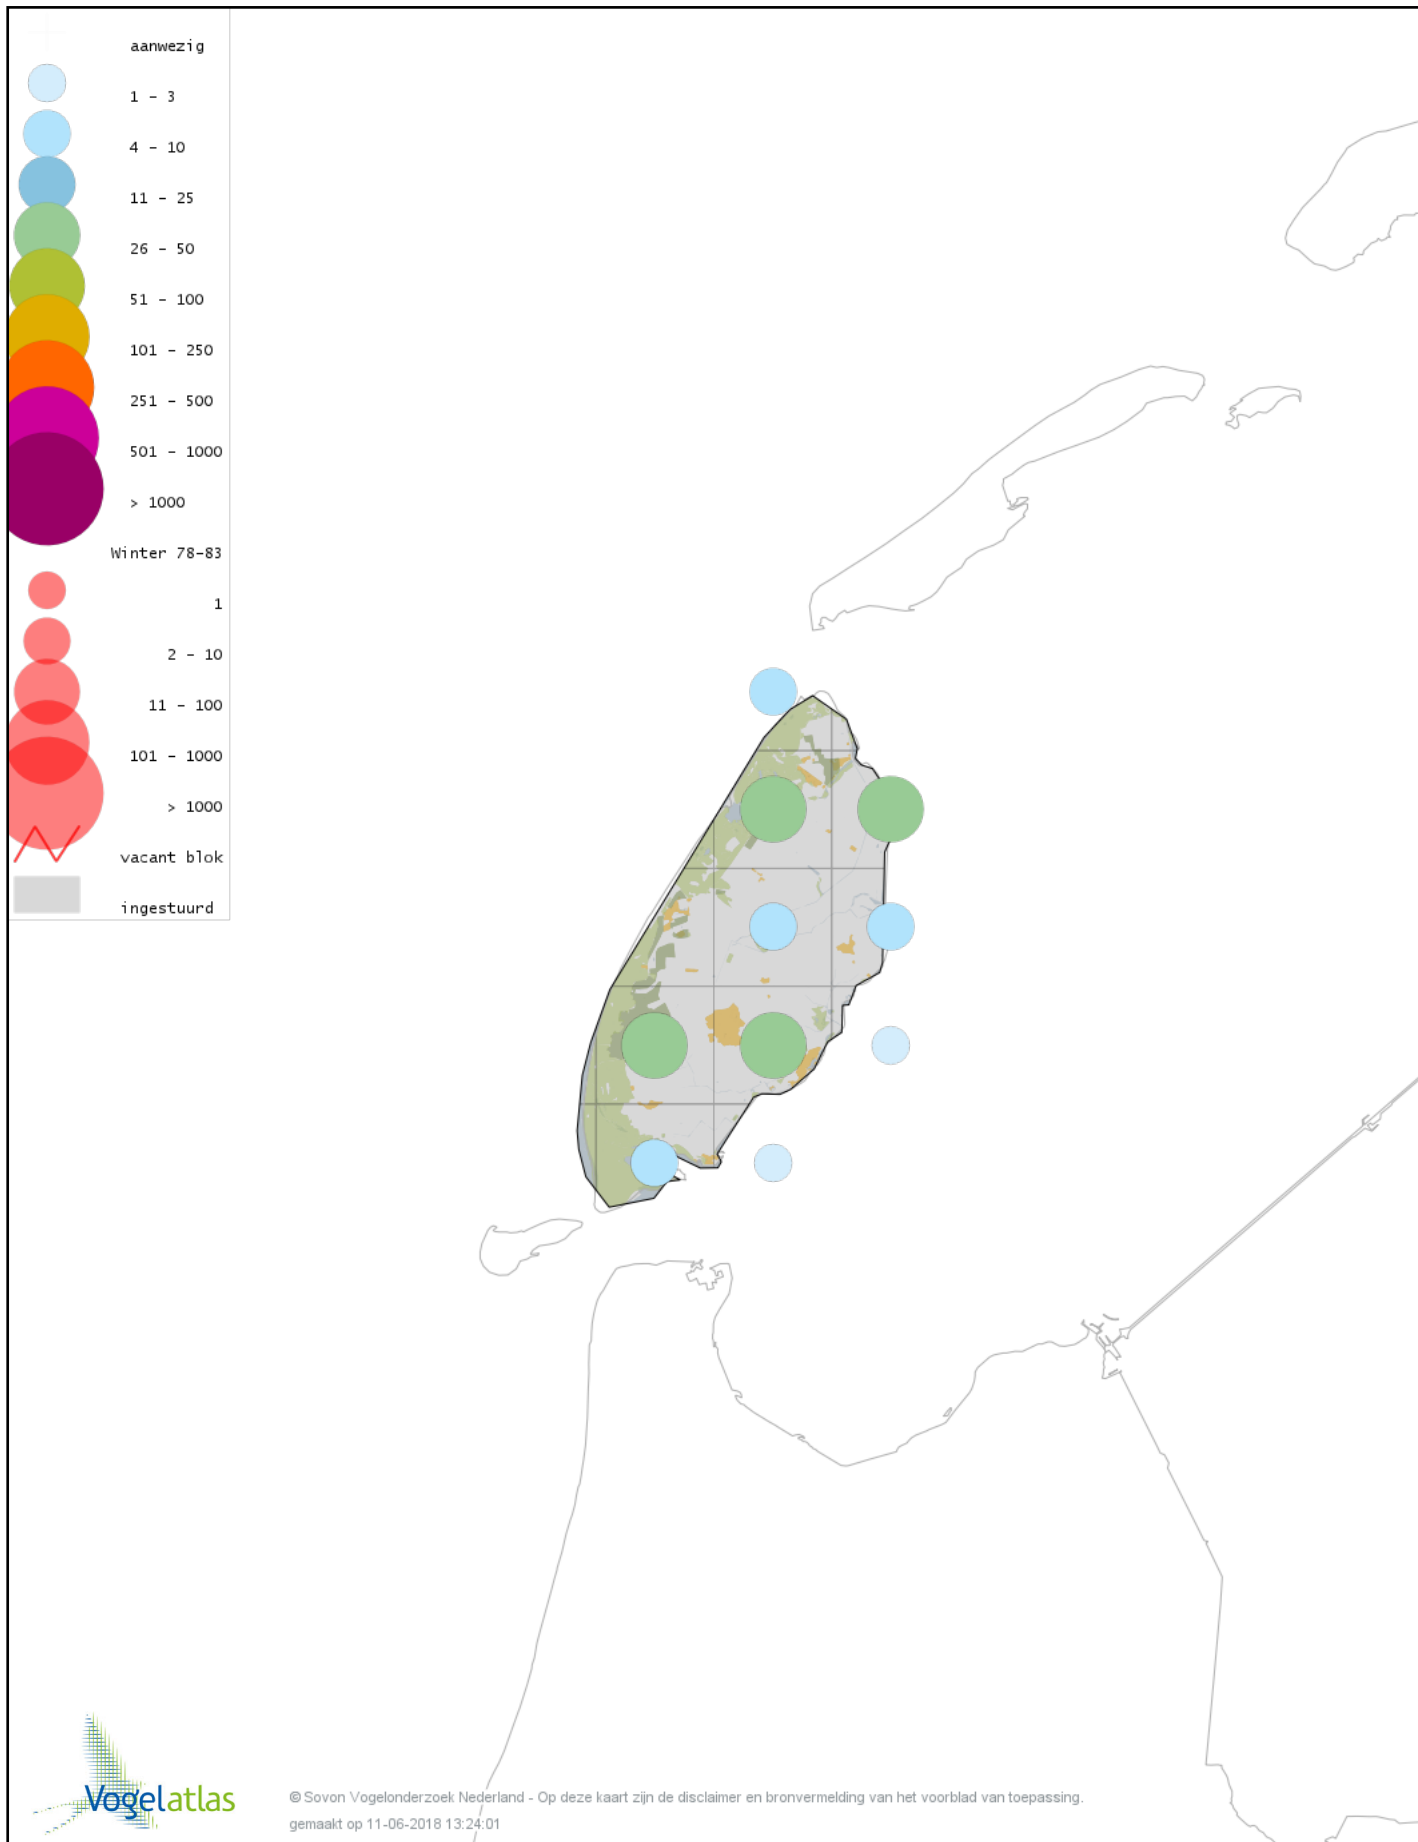 aanwezig
1 - 3
4 - 10
11 - 25
26 - 50
51 - 100
101 - 250
251 - 500
501 - 1000
> 1000
Winter 78-83
1
2 - 10
11 - 100
101 - 1000
> 1000
vacant blok
ingestuurd
Vogelatlas
© Sovon Vogelonderzoek Nederland - Op deze kaart zijn de disclaimer en bronvermelding van het voorblad van toepassing.
gemaakt op 11-06-2018 13:24:01